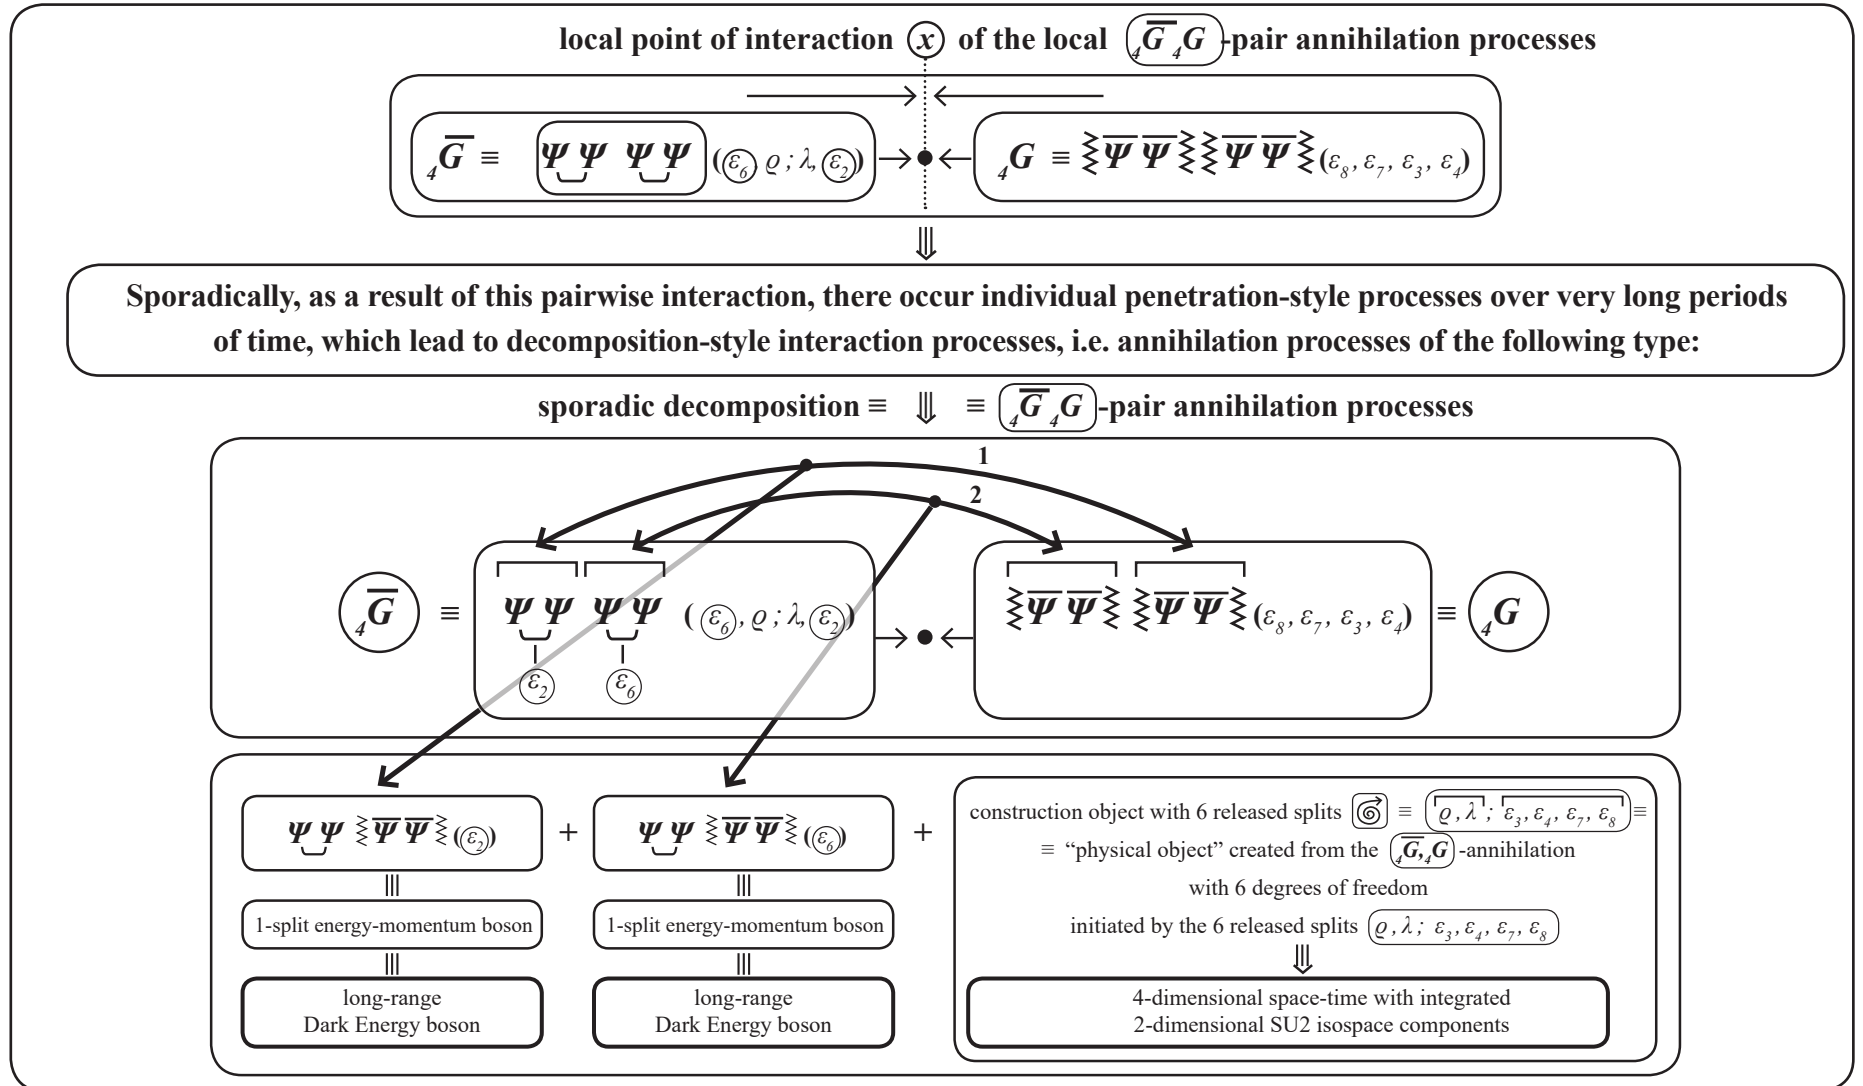 local point of interaction x of the local ₄G̅ ₄G -pair annihilation processes
₄G̅ ≡ ΨΨ ΨΨ (ε₆, ϱ ; λ, ε₂) ₄G ≡ Ψ̅ Ψ̅ Ψ̅ Ψ̅ (ε₈, ε₇, ε₃, ε₄)
⇓
Sporadically, as a result of this pairwise interaction, there occur individual penetration-style processes over very long periods
of time, which lead to decomposition-style interaction processes, i.e. annihilation processes of the following type:
sporadic decomposition ≡ ⇓ ≡ ₄G̅ ₄G -pair annihilation processes
1
2
₄G̅ ≡ ΨΨ ΨΨ (ε₆, ϱ ; λ, ε₂) Ψ̅ Ψ̅ Ψ̅ Ψ̅ (ε₈, ε₇, ε₃, ε₄) ≡ ₄G
ε₂ ε₆
ΨΨ Ψ̅ Ψ̅ (ε₂) + ΨΨ Ψ̅ Ψ̅ (ε₆) +
construction object with 6 released splits ≡ ϱ, λ ; ε₃, ε₄, ε₇, ε₈ ≡
≡ “physical object” created from the ₄G̅, ₄G -annihilation
with 6 degrees of freedom
initiated by the 6 released splits ϱ, λ ; ε₃, ε₄, ε₇, ε₈
⇓
1-split energy-momentum boson
1-split energy-momentum boson
long-range
Dark Energy boson
long-range
Dark Energy boson
4-dimensional space-time with integrated
2-dimensional SU2 isospace components